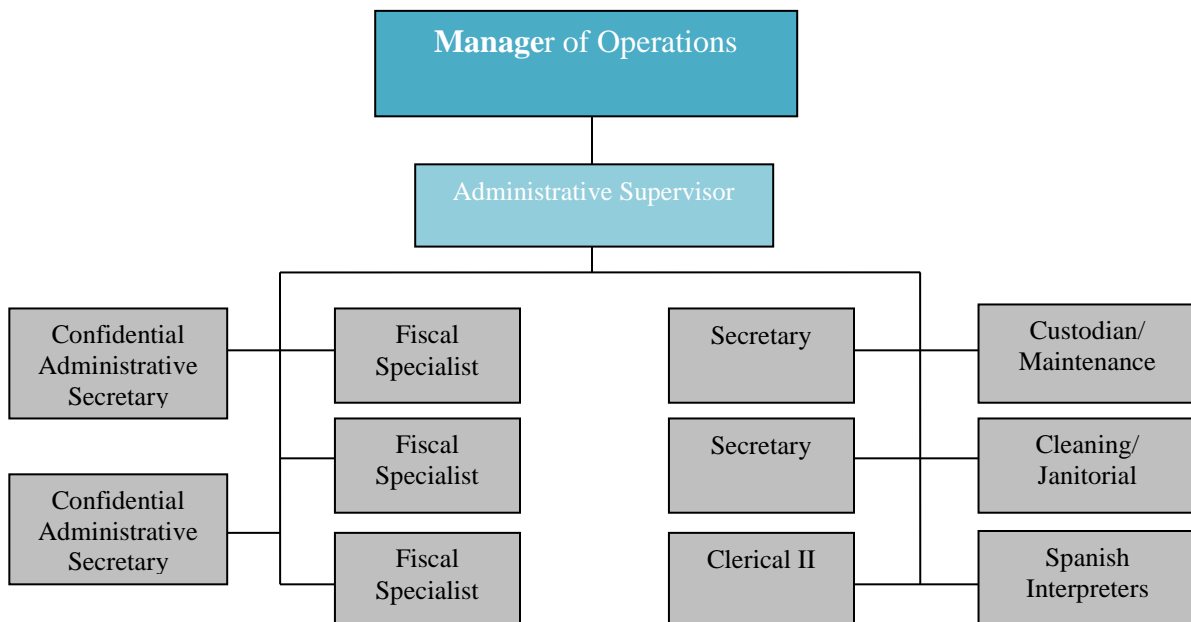 Manager of Operations
Administrative Supervisor
Confidential
Administrative
Secretary
Fiscal
Specialist
Secretary
Custodian/
Maintenance
Confidential
Administrative
Secretary
Fiscal
Specialist
Secretary
Cleaning/
Janitorial
Fiscal
Specialist
Clerical II
Spanish
Interpreters